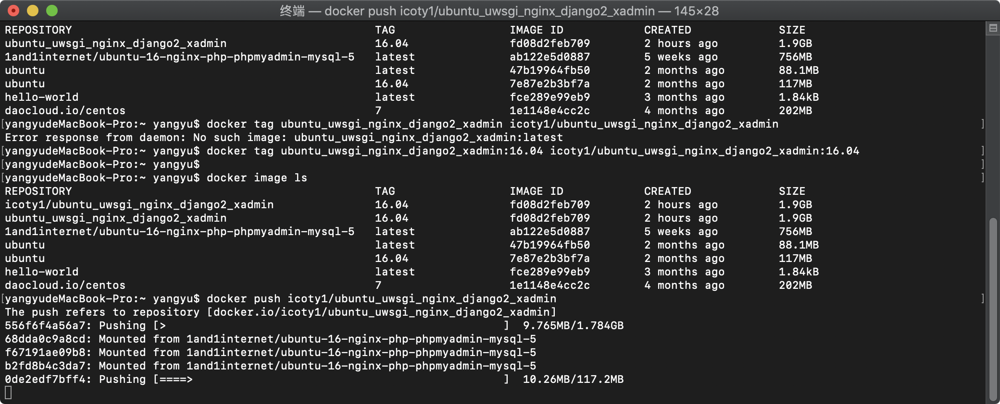 终端 — docker push icoty1/ubuntu_uwsgi_nginx_django2_xadmin — 145×28
REPOSITORY TAG IMAGE ID CREATED SIZE
ubuntu_uwsgi_nginx_django2_xadmin 16.04 fd08d2feb709 2 hours ago 1.9GB
1and1internet/ubuntu-16-nginx-php-phpmyadmin-mysql-5 latest ab122e5d0887 5 weeks ago 756MB
ubuntu latest 47b19964fb50 2 months ago 88.1MB
ubuntu 16.04 7e87e2b3bf7a 2 months ago 117MB
hello-world latest fce289e99eb9 3 months ago 1.84kB
daocloud.io/centos 7 1e1148e4cc2c 4 months ago 202MB
[yangyudeMacBook-Pro:~ yangyu$ docker tag ubuntu_uwsgi_nginx_django2_xadmin icoty1/ubuntu_uwsgi_nginx_django2_xadmin ]
Error response from daemon: No such image: ubuntu_uwsgi_nginx_django2_xadmin:latest
[yangyudeMacBook-Pro:~ yangyu$ docker tag ubuntu_uwsgi_nginx_django2_xadmin:16.04 icoty1/ubuntu_uwsgi_nginx_django2_xadmin:16.04 ]
[yangyudeMacBook-Pro:~ yangyu$ ]
[yangyudeMacBook-Pro:~ yangyu$ docker image ls ]
REPOSITORY TAG IMAGE ID CREATED SIZE
icoty1/ubuntu_uwsgi_nginx_django2_xadmin 16.04 fd08d2feb709 2 hours ago 1.9GB
ubuntu_uwsgi_nginx_django2_xadmin 16.04 fd08d2feb709 2 hours ago 1.9GB
1and1internet/ubuntu-16-nginx-php-phpmyadmin-mysql-5 latest ab122e5d0887 5 weeks ago 756MB
ubuntu latest 47b19964fb50 2 months ago 88.1MB
ubuntu 16.04 7e87e2b3bf7a 2 months ago 117MB
hello-world latest fce289e99eb9 3 months ago 1.84kB
daocloud.io/centos 7 1e1148e4cc2c 4 months ago 202MB
[yangyudeMacBook-Pro:~ yangyu$ docker push icoty1/ubuntu_uwsgi_nginx_django2_xadmin ]
The push refers to repository [docker.io/icoty1/ubuntu_uwsgi_nginx_django2_xadmin]
556f6f4a56a7: Pushing [> ] 9.765MB/1.784GB
68dda0c9a8cd: Mounted from 1and1internet/ubuntu-16-nginx-php-phpmyadmin-mysql-5
f67191ae09b8: Mounted from 1and1internet/ubuntu-16-nginx-php-phpmyadmin-mysql-5
b2fd8b4c3da7: Mounted from 1and1internet/ubuntu-16-nginx-php-phpmyadmin-mysql-5
0de2edf7bff4: Pushing [====> ] 10.26MB/117.2MB